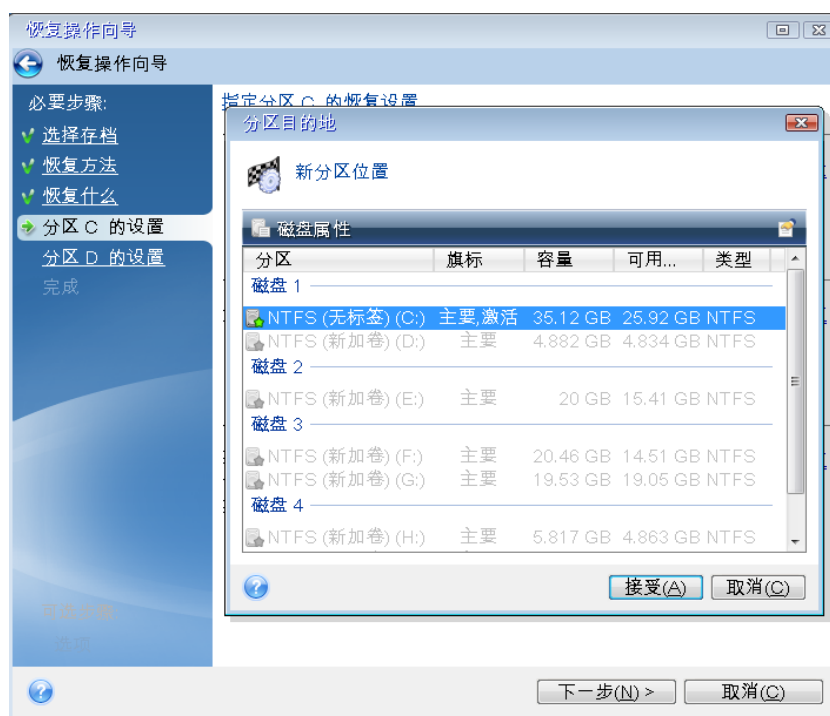 恢复操作向导
恢复操作向导
必要步骤:
选择存档
恢复方法
恢复什么
分区 C 的设置
分区 D 的设置
完成
可选步骤:
选项
指定分区 C 的恢复设置
分区目的地
新分区位置
磁盘属性
分区 旗标 容量 可用... 类型
磁盘 1
NTFS (无标签) (C:) 主要,激活 35.12 GB 25.92 GB NTFS
NTFS (新加卷) (D:) 主要 4.882 GB 4.834 GB NTFS
磁盘 2
NTFS (新加卷) (E:) 主要 20 GB 15.41 GB NTFS
磁盘 3
NTFS (新加卷) (F:) 主要 20.46 GB 14.51 GB NTFS
NTFS (新加卷) (G:) 主要 19.53 GB 19.05 GB NTFS
磁盘 4
NTFS (新加卷) (H:) 主要 5.817 GB 4.863 GB NTFS
接受(A) 取消(C)
下一步(N) > 取消(C)